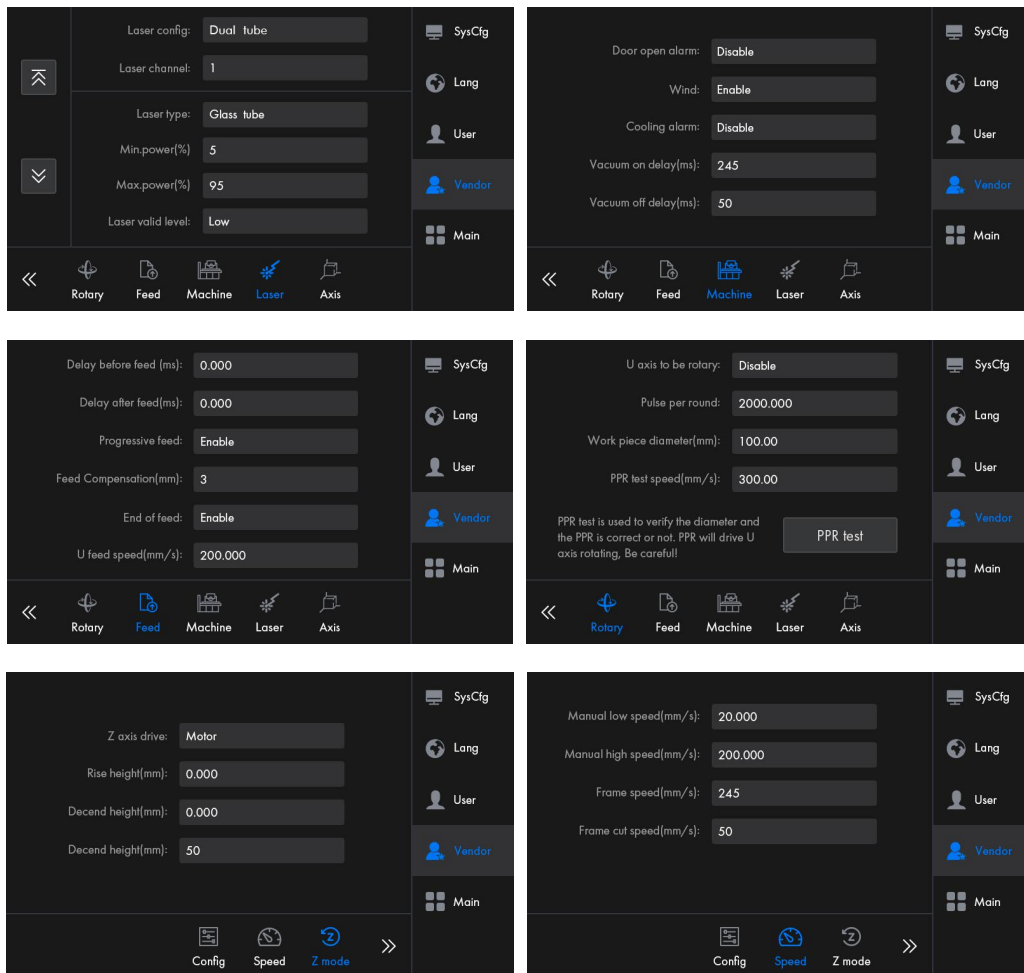 Laser config: Dual tube
Laser channel: 1
Laser type: Glass tube
Min.power(%) 5
Max.power(%) 95
Laser valid level: Low
SysCfg
Lang
User
Vendor
Main
Rotary Feed Machine Laser Axis
Door open alarm: Disable
Wind: Enable
Cooling alarm: Disable
Vacuum on delay(ms): 245
Vacuum off delay(ms): 50
SysCfg
Lang
User
Vendor
Main
Rotary Feed Machine Laser Axis
Delay before feed (ms): 0.000
Delay after feed(ms): 0.000
Progressive feed: Enable
Feed Compensation(mm): 3
End of feed: Enable
U feed speed(mm/s): 200.000
SysCfg
Lang
User
Vendor
Main
Rotary Feed Machine Laser Axis
U axis to be rotary: Disable
Pulse per round: 2000.000
Work piece diameter(mm): 100.00
PPR test speed(mm/s): 300.00
PPR test is used to verify the diameter and
the PPR is correct or not. PPR will drive U
axis rotating, Be careful!
PPR test
SysCfg
Lang
User
Vendor
Main
Rotary Feed Machine Laser Axis
Z axis drive: Motor
Rise height(mm): 0.000
Decend height(mm): 0.000
Decend height(mm): 50
SysCfg
Lang
User
Vendor
Main
Config Speed Z mode
Manual low speed(mm/s): 20.000
Manual high speed(mm/s): 200.000
Frame speed(mm/s): 245
Frame cut speed(mm/s): 50
SysCfg
Lang
User
Vendor
Main
Config Speed Z mode